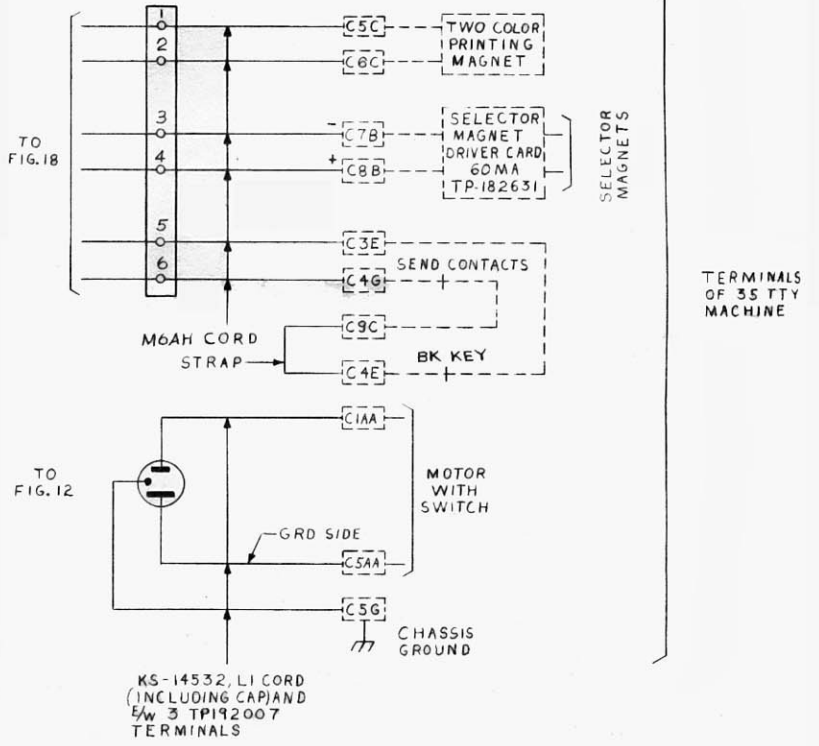 1
C5C
TWO COLOR
PRINTING
MAGNET
2
C6C
TO
FIG. 18
3
-
C7B
SELECTOR
MAGNET
DRIVER CARD
60MA
TP-182631
SELECTOR
MAGNETS
4
+
C8B
5
C3E
6
C4G
SEND CONTACTS
TERMINALS
OF 35 TTY
MACHINE
M6AH CORD
C9C
STRAP
C4E
BK KEY
C1AA
TO
FIG. 12
MOTOR
WITH
SWITCH
GRD SIDE
C5AA
C5G
CHASSIS
GROUND
KS-14532, L1 CORD
(INCLUDING CAP)AND
E/W 3 TP192007
TERMINALS